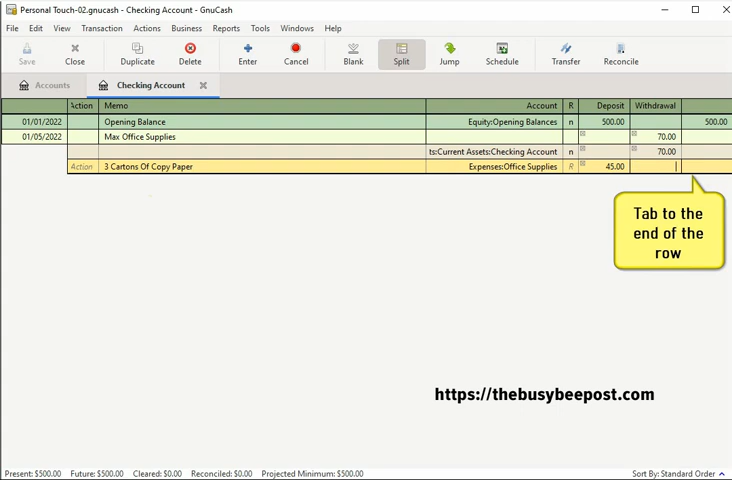 Personal Touch-02.gnucash - Checking Account - GnuCash
File Edit View Transaction Actions Business Reports Tools Windows Help
Save Close Duplicate Delete Enter Cancel Blank Split Jump Schedule Transfer Reconcile
Accounts Checking Account
Action Memo Account R Deposit Withdrawal
01/01/2022 Opening Balance Equity:Opening Balances n 500.00 500.00
01/05/2022 Max Office Supplies 70.00
ts:Current Assets:Checking Account n 70.00
Action 3 Cartons Of Copy Paper Expenses:Office Supplies R 45.00
Tab to the
end of the
row
https://thebusybeepost.com
Present: $500.00 Future: $500.00 Cleared: $0.00 Reconciled: $0.00 Projected Minimum: $500.00 Sort By: Standard Order